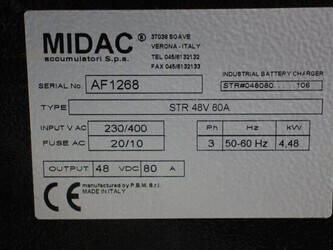 MIDAC
accumulatori S.p.a.
37038 SOAVE
VERONA - ITALY
TEL 045/6132132
FAX 045/6132133
INDUSTRIAL BATTERY CHARGER
SERIAL No. AF1268 STR#048080...... 106
TYPE STR 48V 80A
INPUT V AC 230/400 Ph Hz kW
FUSE AC 20/10 3 50-60 Hz 4,48
OUTPUT 48 VDC 80 A
CE manufactured by P.B.M. S.r.l.
MADE IN ITALY